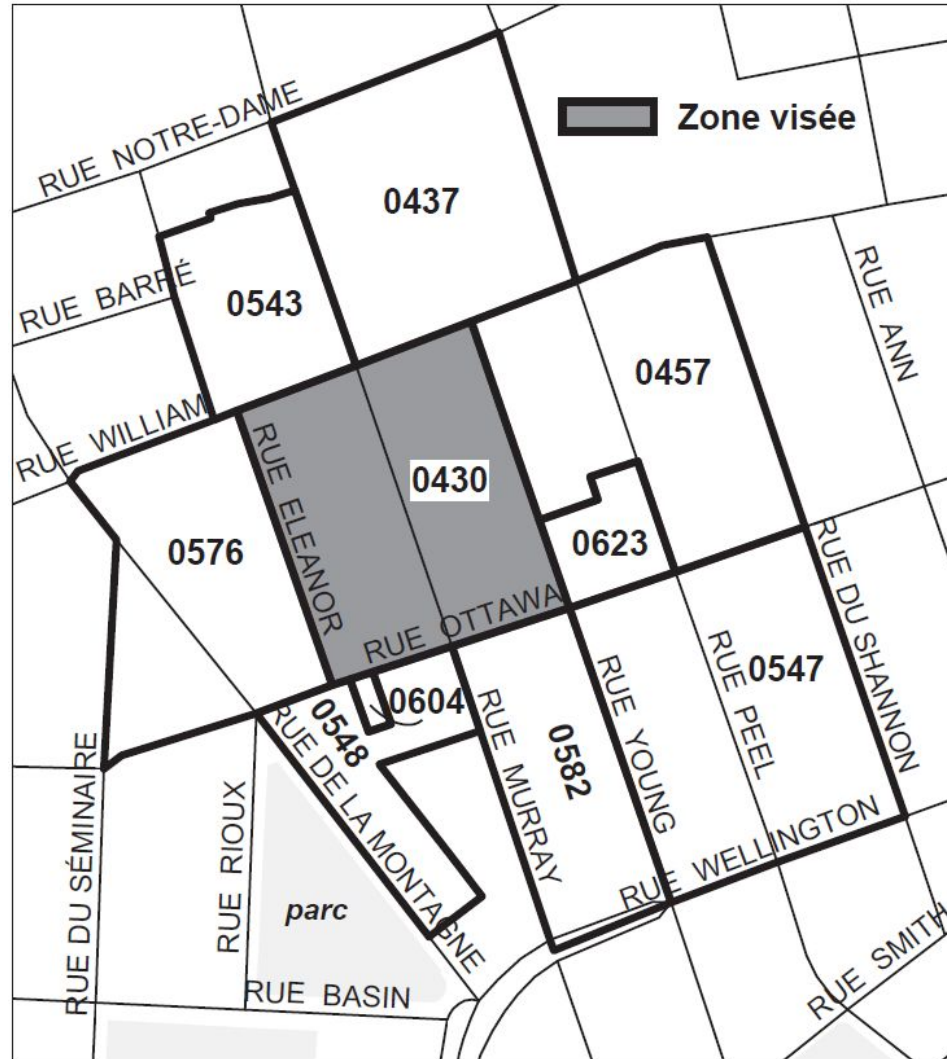 RUE NOTRE-DAME
Zone visée
0437
RUE BARRÉ
0543
RUE ANN
0457
RUE WILLIAM
RUE ELEANOR
0430
0576
0623
RUE OTTAWA
RUE DU SHANNON
0604
0548
RUE PEEL
0547
RUE MURRAY
0582
RUE YOUNG
RUE DE LA MONTAGNE
RUE DU SÉMINAIRE
RUE RIOUX
parc
RUE WELLINGTON
RUE BASIN
RUE SMITH